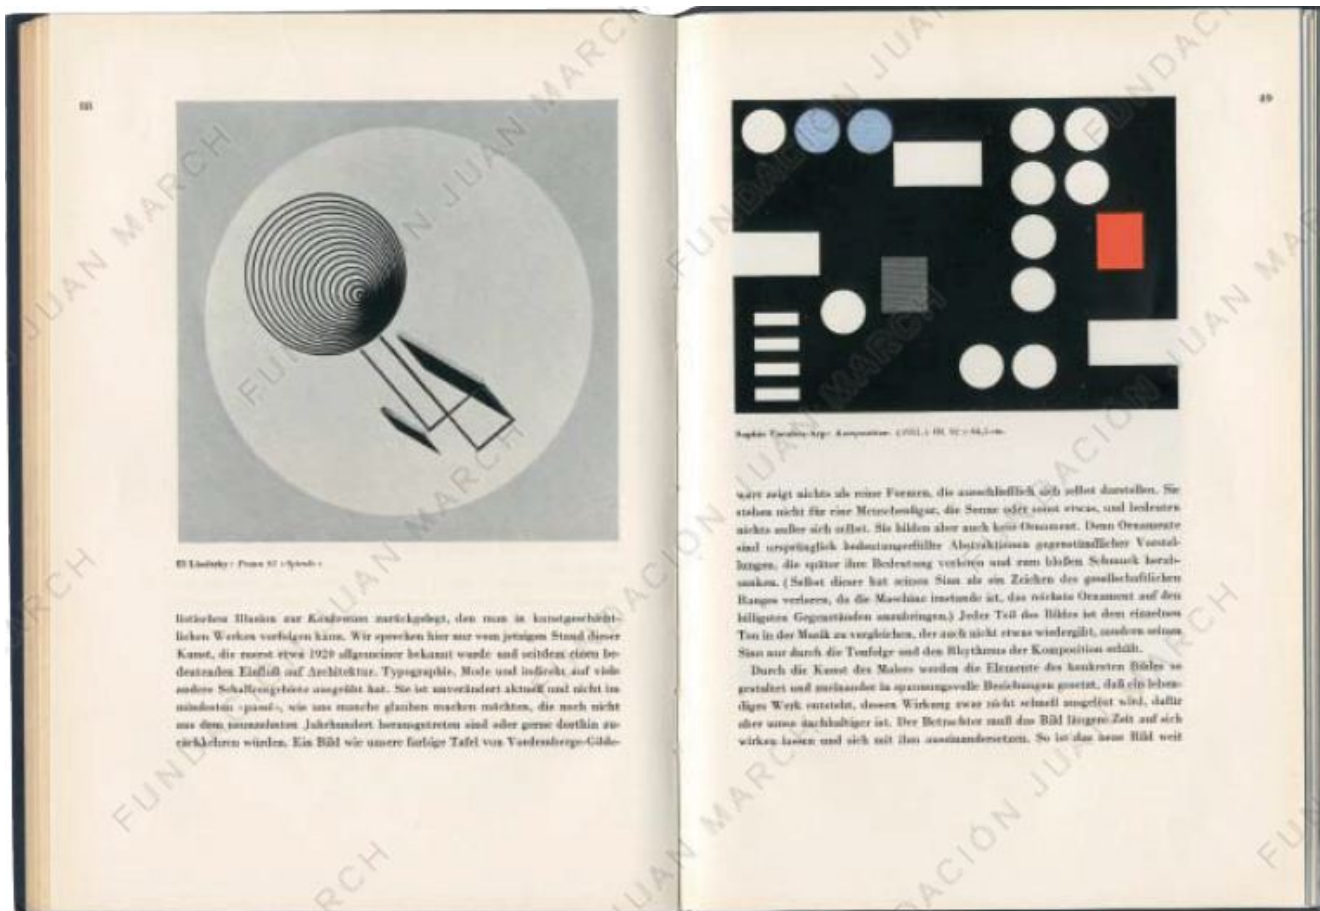 88
El Lissitzky: Proun 93 »Spirale«
listischen Illusion zur Konkretion zurückgelegt, den man in kunstgeschicht-
lichen Werken verfolgen kann. Wir sprechen hier nur vom jetzigen Stand dieser
Kunst, die zuerst etwa 1920 allgemeiner bekannt wurde und seitdem einen be-
deutenden Einfluß auf Architektur, Typographie, Mode und indirekt auf viele
andere Schaffensgebiete ausgeübt hat. Sie ist unverändert aktuell und nicht im
mindesten »passé«, wie uns manche glauben machen möchten, die noch nicht
aus dem neunzehnten Jahrhundert herausgetreten sind oder gerne dorthin zu-
rückkehren würden. Ein Bild wie unsere farbige Tafel von Vordemberge-Gilde-
89
Sophie Taeuber-Arp: Komposition. (1931.)
wart zeigt nichts als reine Formen, die ausschließlich sich selbst darstellen. Sie
stehen nicht für eine Menschenfigur, die Sonne oder sonst etwas, und bedeuten
nichts außer sich selbst. Sie bilden aber auch kein Ornament. Denn Ornamente
sind ursprünglich bedeutungerfüllte Abstraktionen gegenständlicher Vorstel-
lungen, die später ihre Bedeutung verloren und zum bloßen Schmuck herab-
sanken. (Selbst dieser hat seinen Sinn als ein Zeichen des gesellschaftlichen
Ranges verloren, da die Maschine imstande ist, das reichste Ornament auf den
billigsten Gegenständen anzubringen.) Jeder Teil des Bildes ist dem einzelnen
Ton in der Musik zu vergleichen, der auch nicht etwas wiedergibt, sondern seinen
Sinn nur durch die Tonfolge und den Rhythmus der Komposition erhält.
Durch die Kunst des Malers werden die Elemente des konkreten Bildes so
gestaltet und zueinander in spannungsvolle Beziehungen gesetzt, daß ein leben-
diges Werk entsteht, dessen Wirkung zwar nicht schnell ausgelöst wird, dafür
aber umso nachhaltiger ist. Der Betrachter muß das Bild längere Zeit auf sich
wirken lassen und sich mit ihm auseinandersetzen. So ist das neue Bild weit
FUNDACIÓN JUAN MARCH